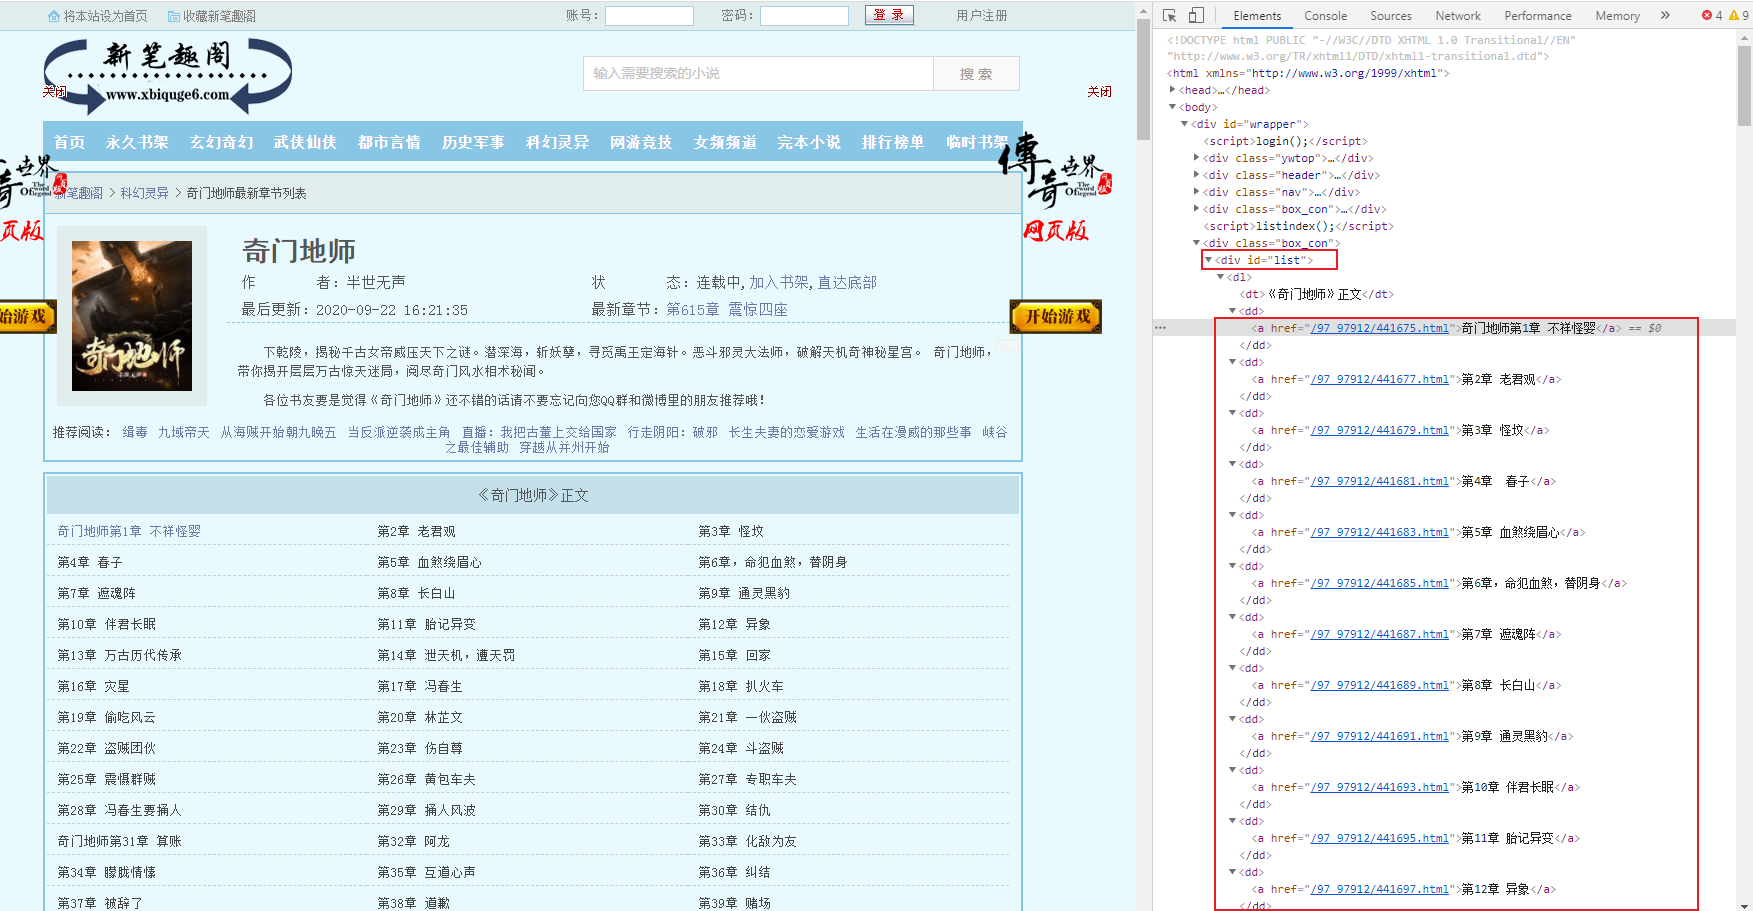 将本站设为首页 收藏新笔趣阁 账号： 密码： 登 录 用户注册
新笔趣阁
www.xbiquge6.com
关闭
输入需要搜索的小说 搜 索
关闭
首页 永久书架 玄幻奇幻 武侠仙侠 都市言情 历史军事 科幻灵异 网游竞技 女频频道 完本小说 排行榜单 临时书架
新笔趣阁 > 科幻灵异 > 奇门地师最新章节列表
奇世界
The World Of legend
页版
始游戏
傳奇世界
The World Of legend
网页版
开始游戏
奇门地师
奇门地师
作 者：半世无声 状 态：连载中,加入书架,直达底部
最后更新：2020-09-22 16:21:35 最新章节：第615章 震惊四座
下乾陵，揭秘千古女帝威压天下之谜。潜深海，斩妖孽，寻觅禹王定海针。恶斗邪灵大法师，破解天机奇神秘星宫。 奇门地师，
带你揭开层层万古惊天迷局，阅尽奇门风水相术秘闻。
各位书友要是觉得《奇门地师》还不错的话请不要忘记向您QQ群和微博里的朋友推荐哦！
推荐阅读： 缉毒 九域帝天 从海贼开始朝九晚五 当反派逆袭成主角 直播：我把古董上交给国家 行走阴阳：破邪 长生夫妻的恋爱游戏 生活在漫威的那些事 峡谷
之最佳辅助 穿越从并州开始
《奇门地师》正文
奇门地师第1章 不祥怪婴 第2章 老君观 第3章 怪坟
第4章 春子 第5章 血煞绕眉心 第6章，命犯血煞，替阴身
第7章 遮魂阵 第8章 长白山 第9章 通灵黑豹
第10章 伴君长眠 第11章 胎记异变 第12章 异象
第13章 万古历代传承 第14章 泄天机，遭天罚 第15章 回家
第16章 灾星 第17章 冯春生 第18章 扒火车
第19章 偷吃风云 第20章 林芷文 第21章 一伙盗贼
第22章 盗贼团伙 第23章 伤自尊 第24章 斗盗贼
第25章 震慑群贼 第26章 黄包车夫 第27章 专职车夫
第28章 冯春生要捅人 第29章 捅人风波 第30章 结仇
奇门地师第31章 算账 第32章 阿龙 第33章 化敌为友
第34章 朦胧情愫 第35章 互道心声 第36章 纠结
第37章 被辞了 第38章 道歉 第39章 赌场
Elements Console Sources Network Performance Memory » 4 9
<!DOCTYPE html PUBLIC "-//W3C//DTD XHTML 1.0 Transitional//EN"
"http://www.w3.org/TR/xhtml1/DTD/xhtml1-transitional.dtd">
<html xmlns="http://www.w3.org/1999/xhtml">
<head>…</head>
<body>
<div id="wrapper">
<script>login();</script>
<div class="ywtop">…</div>
<div class="header">…</div>
<div class="nav">…</div>
<div class="box_con">…</div>
<script>listindex();</script>
<div class="box_con">
<div id="list">
<dl>
<dt>《奇门地师》正文</dt>
<dd>
<a href="/97_97912/441675.html">奇门地师第1章 不祥怪婴</a> == $0
</dd>
<dd>
<a href="/97_97912/441677.html">第2章 老君观</a>
</dd>
<dd>
<a href="/97_97912/441679.html">第3章 怪坟</a>
</dd>
<dd>
<a href="/97_97912/441681.html">第4章  春子</a>
</dd>
<dd>
<a href="/97_97912/441683.html">第5章 血煞绕眉心</a>
</dd>
<dd>
<a href="/97_97912/441685.html">第6章，命犯血煞，替阴身</a>
</dd>
<dd>
<a href="/97_97912/441687.html">第7章 遮魂阵</a>
</dd>
<dd>
<a href="/97_97912/441689.html">第8章 长白山</a>
</dd>
<dd>
<a href="/97_97912/441691.html">第9章 通灵黑豹</a>
</dd>
<dd>
<a href="/97_97912/441693.html">第10章 伴君长眠</a>
</dd>
<dd>
<a href="/97_97912/441695.html">第11章 胎记异变</a>
</dd>
<dd>
<a href="/97_97912/441697.html">第12章 异象</a>
</dd>